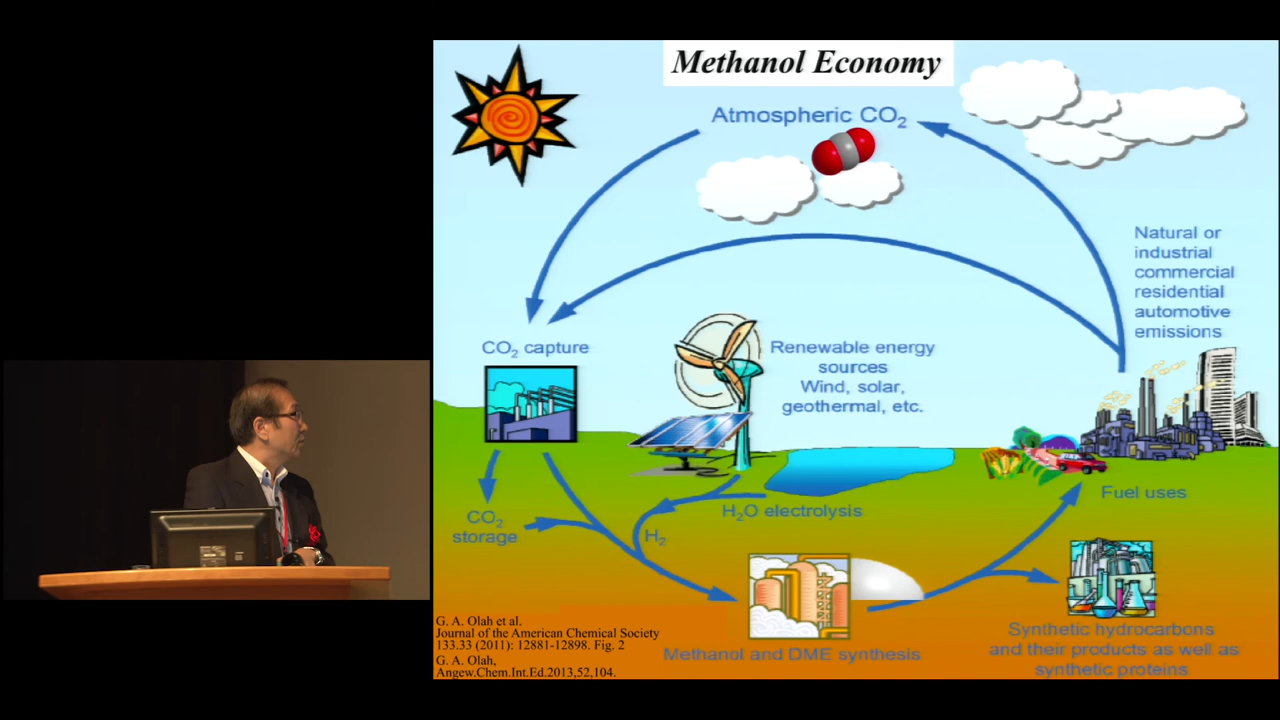 Methanol Economy
Atmospheric CO₂
Natural or
industrial
commercial
residential
automotive
emissions
CO₂ capture
Renewable energy
sources
Wind, solar,
geothermal, etc.
Fuel uses
H₂O electrolysis
CO₂
storage
H₂
G. A. Olah et al.
Journal of the American Chemical Society
133.33 (2011): 12881-12898. Fig. 2
G. A. Olah,
Angew.Chem.Int.Ed.2013,52,104.
Methanol and DME synthesis
Synthetic hydrocarbons
and their products as well as
synthetic proteins